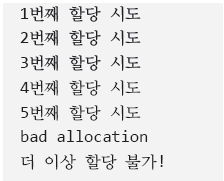 1번째 할당 시도
2번째 할당 시도
3번째 할당 시도
4번째 할당 시도
5번째 할당 시도
bad allocation
더 이상 할당 불가!